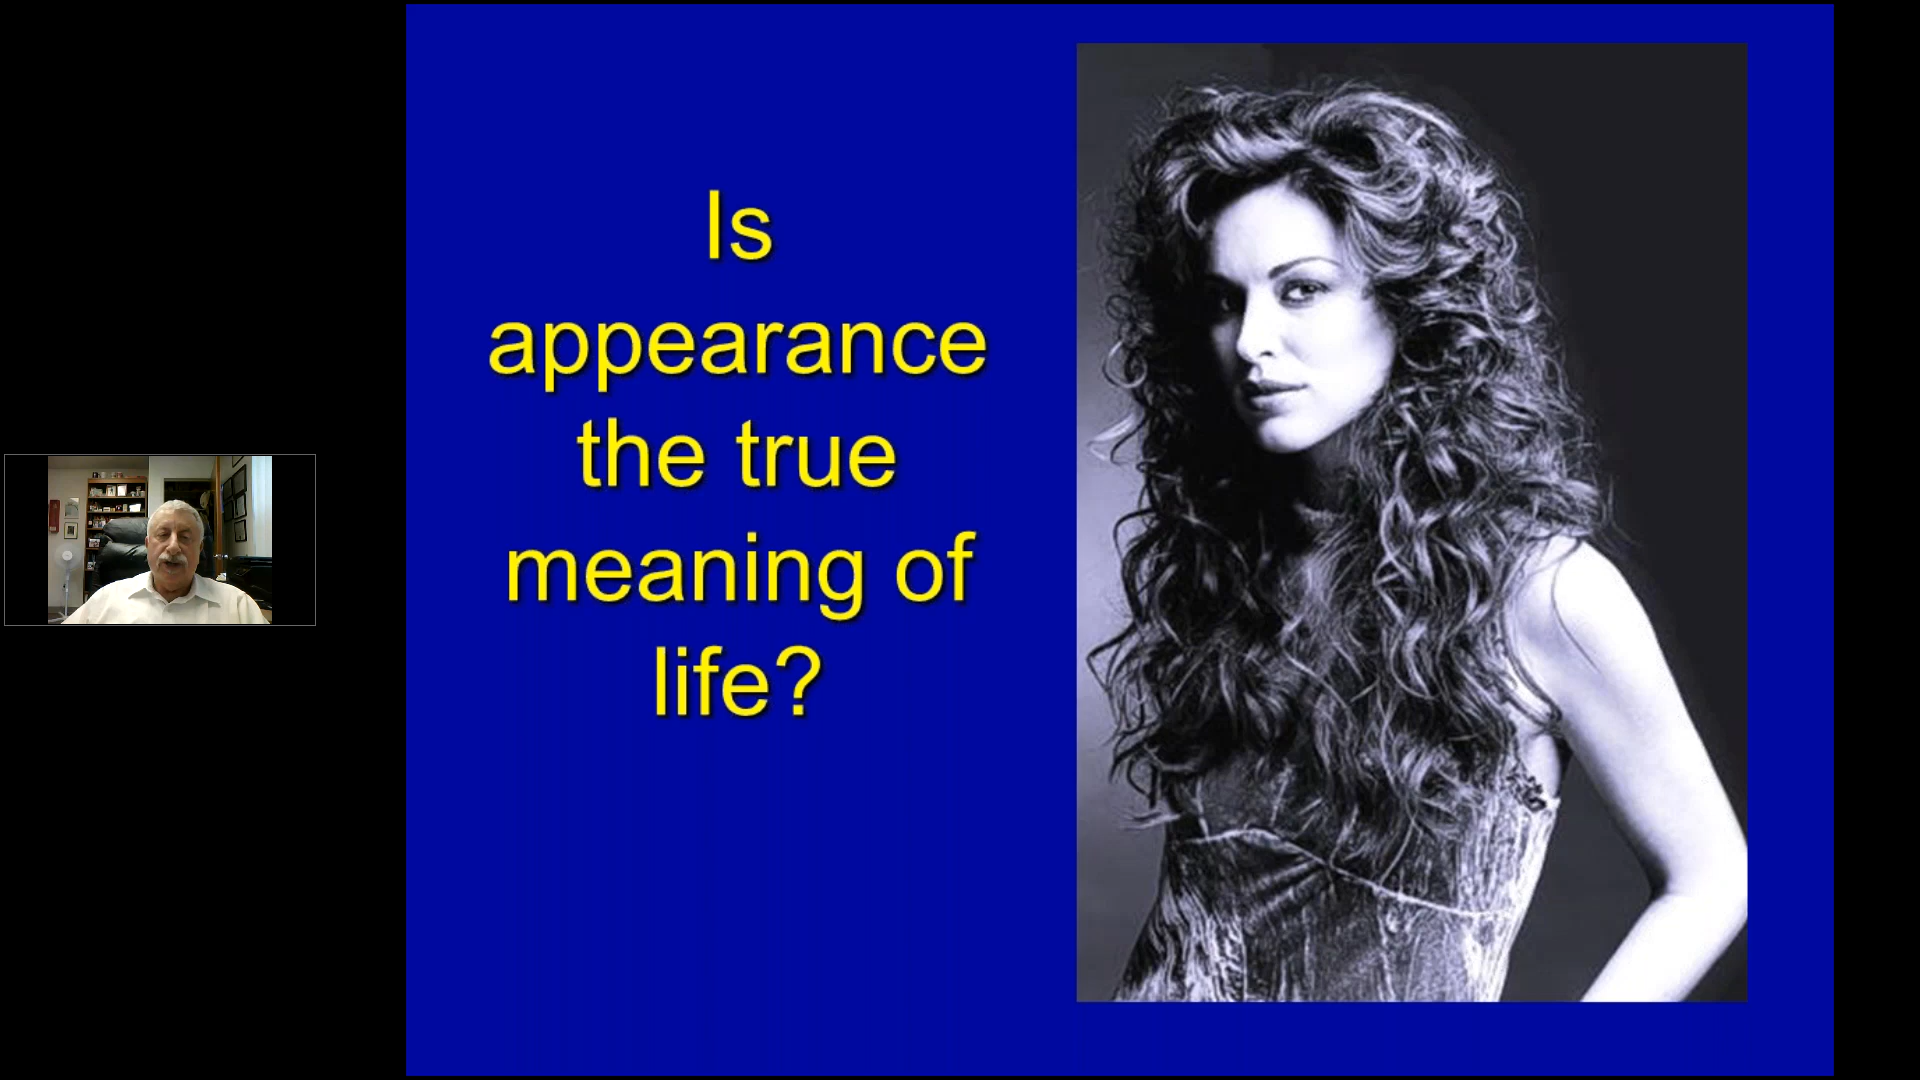 Is
appearance
the true
meaning of
life?